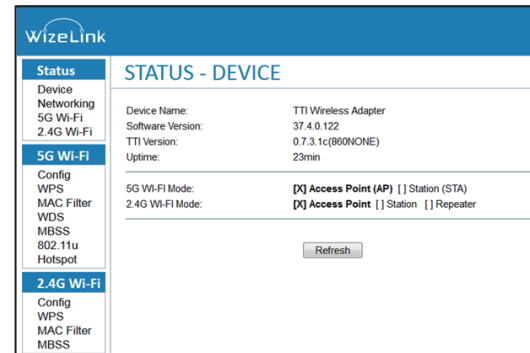 WizeLink
Status
Device
Networking
5G Wi-Fi
2.4G Wi-Fi
5G Wi-Fi
Config
WPS
MAC Filter
WDS
MBSS
802.11u
Hotspot
2.4G Wi-Fi
Config
WPS
MAC Filter
MBSS
STATUS - DEVICE
Device Name: TTI Wireless Adapter
Software Version: 37.4.0.122
TTI Version: 0.7.3.1c(860NONE)
Uptime: 23min
5G WI-FI Mode: [X] Access Point (AP) [ ] Station (STA)
2.4G WI-FI Mode: [X] Access Point [ ] Station [ ] Repeater
Refresh